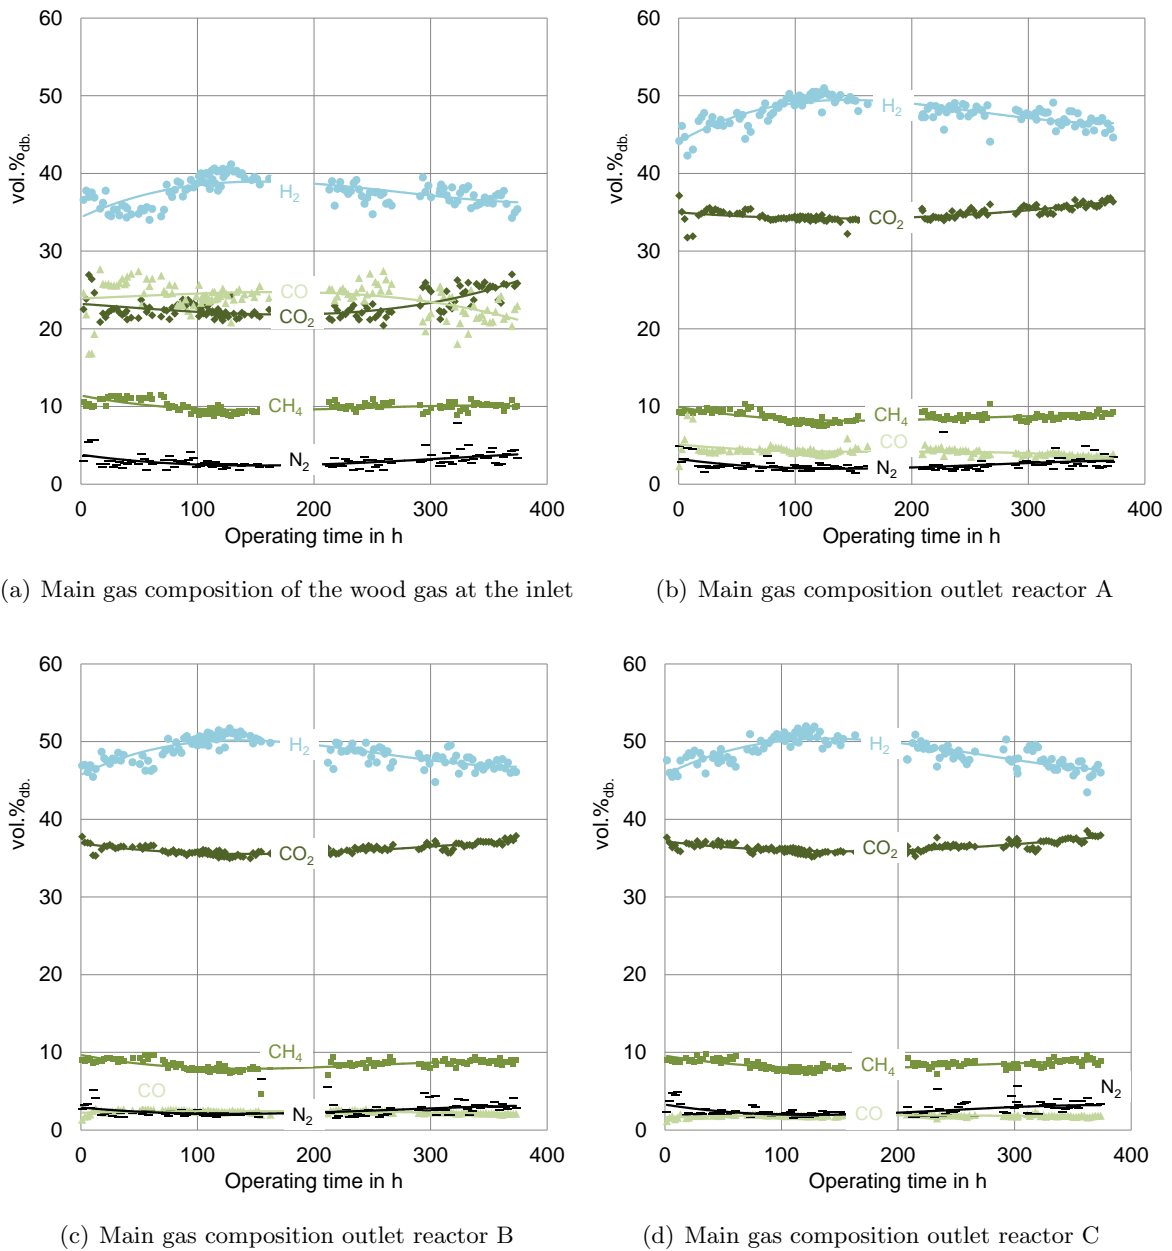 60
50
40
30
20
10
0
vol.%db.
H2
CO
CO2
CH4
N2
0 100 200 300 400
Operating time in h
(a) Main gas composition of the wood gas at the inlet
60
50
40
30
20
10
0
vol.%db.
H2
CO2
CH4
CO
N2
0 100 200 300 400
Operating time in h
(b) Main gas composition outlet reactor A
60
50
40
30
20
10
0
vol.%db.
H2
CO2
CH4
CO
N2
0 100 200 300 400
Operating time in h
(c) Main gas composition outlet reactor B
60
50
40
30
20
10
0
vol.%db.
H2
CO2
CH4
N2
CO
0 100 200 300 400
Operating time in h
(d) Main gas composition outlet reactor C